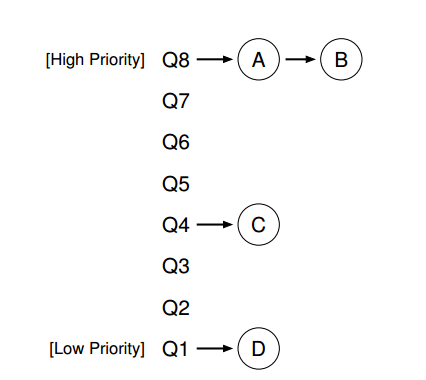 [High Priority] Q8 A B
Q7
Q6
Q5
Q4 C
Q3
Q2
[Low Priority] Q1 D